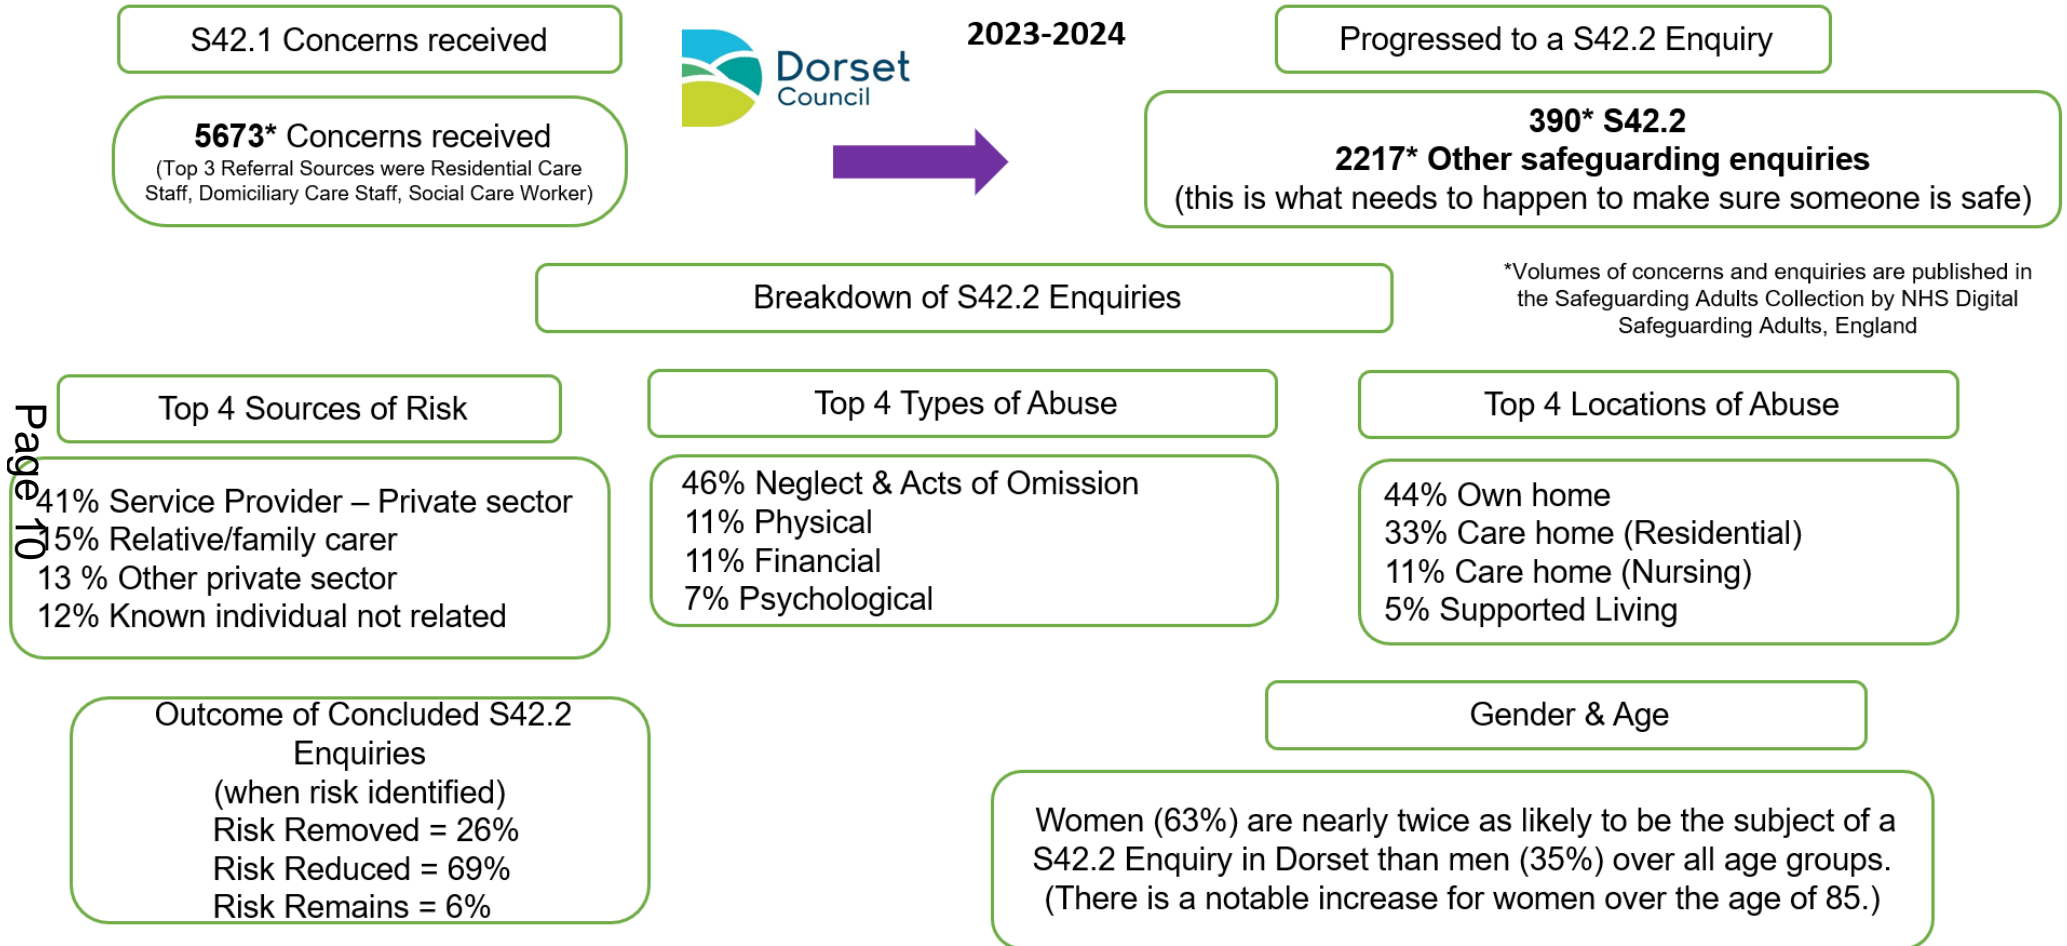 S42.1 Concerns received
Dorset
Council
2023-2024
Progressed to a S42.2 Enquiry
5673* Concerns received
(Top 3 Referral Sources were Residential Care
Staff, Domiciliary Care Staff, Social Care Worker)
390* S42.2
2217* Other safeguarding enquiries
(this is what needs to happen to make sure someone is safe)
Breakdown of S42.2 Enquiries
*Volumes of concerns and enquiries are published in
the Safeguarding Adults Collection by NHS Digital
Safeguarding Adults, England
Page 10
Top 4 Sources of Risk
41% Service Provider – Private sector
15% Relative/family carer
13 % Other private sector
12% Known individual not related
Top 4 Types of Abuse
46% Neglect & Acts of Omission
11% Physical
11% Financial
7% Psychological
Top 4 Locations of Abuse
44% Own home
33% Care home (Residential)
11% Care home (Nursing)
5% Supported Living
Outcome of Concluded S42.2
Enquiries
(when risk identified)
Risk Removed = 26%
Risk Reduced = 69%
Risk Remains = 6%
Gender & Age
Women (63%) are nearly twice as likely to be the subject of a
S42.2 Enquiry in Dorset than men (35%) over all age groups.
(There is a notable increase for women over the age of 85.)